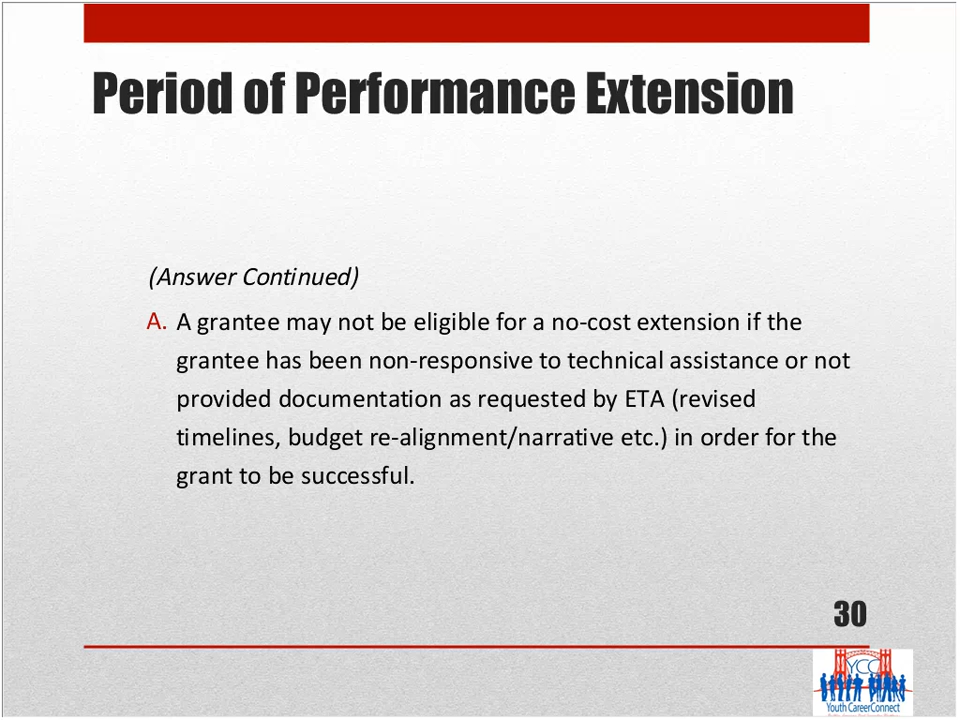 Period of Performance Extension
(Answer Continued)
A. A grantee may not be eligible for a no-cost extension if the
grantee has been non-responsive to technical assistance or not
provided documentation as requested by ETA (revised
timelines, budget re-alignment/narrative etc.) in order for the
grant to be successful.
30
YCC
Youth CareerConnect